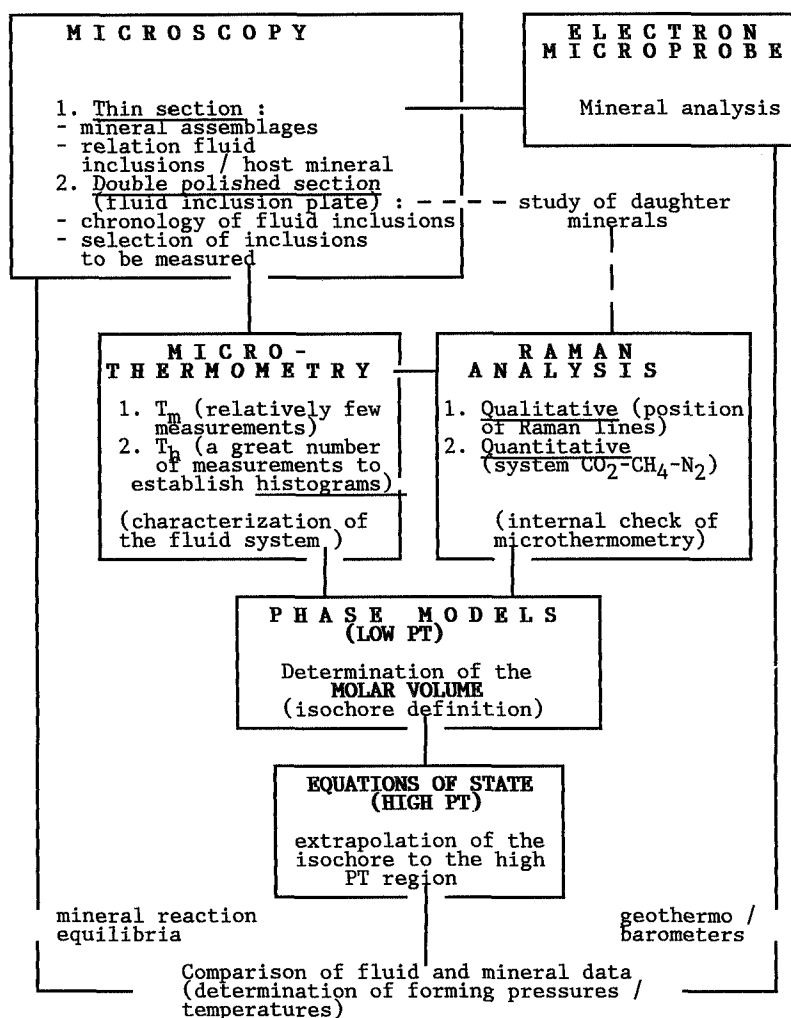 MICROSCOPY
1. Thin section :
- mineral assemblages
- relation fluid
inclusions / host mineral
2. Double polished section
(fluid inclusion plate) :
- chronology of fluid inclusions
- selection of inclusions
to be measured
ELECTRON
MICROPROBE
Mineral analysis
study of daughter
minerals
MICRO-
THERMOMETRY
1. Tm (relatively few
measurements)
2. Th (a great number
of measurements to
establish histograms)
(characterization of
the fluid system )
RAMAN
ANALYSIS
1. Qualitative (position
of Raman lines)
2. Quantitative
(system CO2-CH4-N2)
(internal check of
microthermometry)
PHASE MODELS
(LOW PT)
Determination of the
MOLAR VOLUME
(isochore definition)
EQUATIONS OF STATE
(HIGH PT)
extrapolation of the
isochore to the high
PT region
mineral reaction
equilibria
geothermo /
barometers
Comparison of fluid and mineral data
(determination of forming pressures /
temperatures)